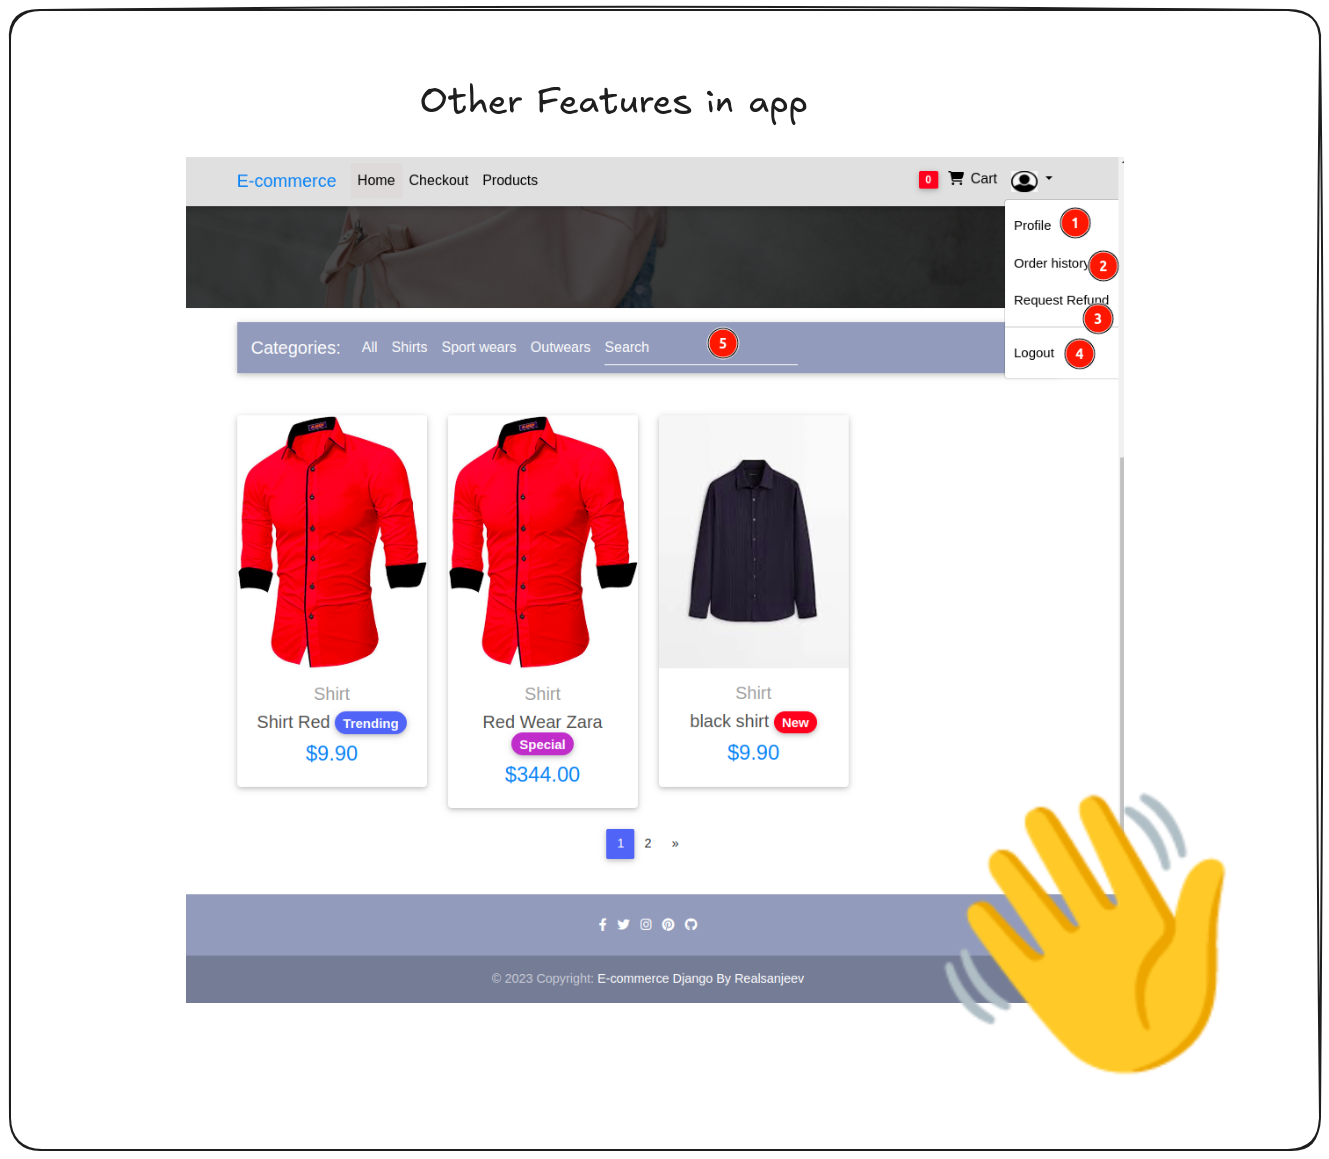 Other Features in app
E-commerce Home Checkout Products 0 Cart
Profile 1
Order history 2
Request Refund
3
Categories: All Shirts Sport wears Outwears Search 5
Logout 4
Shirt
Shirt Red Trending
$9.90
Shirt
Red Wear Zara
Special
$344.00
Shirt
black shirt New
$9.90
1 2 »
© 2023 Copyright: E-commerce Django By Realsanjeev